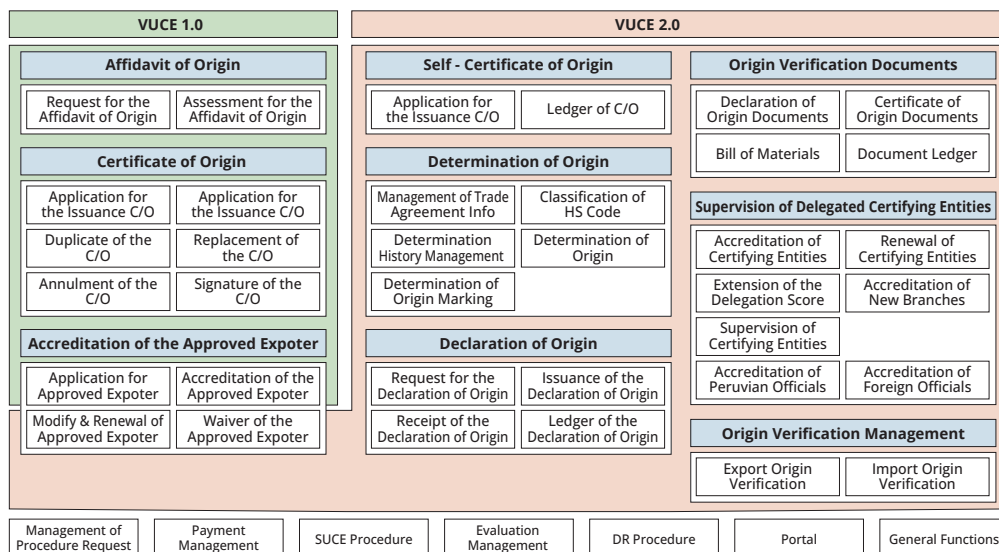 VUCE 1.0
Affidavit of Origin
Request for the
Affidavit of Origin
Assessment for the
Affidavit of Origin
Certificate of Origin
Application for
the Issuance C/O
Application for
the Issuance C/O
Duplicate of the
C/O
Replacement of
the C/O
Annulment of the
C/O
Signature of the
C/O
Accreditation of the Approved Expoter
Application for
Approved Expoter
Accreditation of the
Approved Expoter
Modify & Renewal of
Approved Expoter
Waiver of the
Approved Expoter
VUCE 2.0
Self - Certificate of Origin
Application for
the Issuance C/O
Ledger of C/O
Determination of Origin
Management of Trade
Agreement Info
Classification of
HS Code
Determination
History Management
Determination of
Origin
Determination of
Origin Marking
Declaration of Origin
Request for the
Declaration of Origin
Issuance of the
Declaration of Origin
Receipt of the
Declaration of Origin
Ledger of the
Declaration of Origin
Origin Verification Documents
Declaration of
Origin Documents
Certificate of
Origin Documents
Bill of Materials
Document Ledger
Supervision of Delegated Certifying Entities
Accreditation of
Certifying Entities
Renewal of
Certifying Entities
Extension of the
Delegation Score
Accreditation of
New Branches
Supervision of
Certifying Entities
Accreditation of
Peruvian Officials
Accreditation of
Foreign Officials
Origin Verification Management
Export Origin
Verification
Import Origin
Verification
Management of
Procedure Request
Payment
Management
SUCE Procedure
Evaluation
Management
DR Procedure
Portal
General Functions